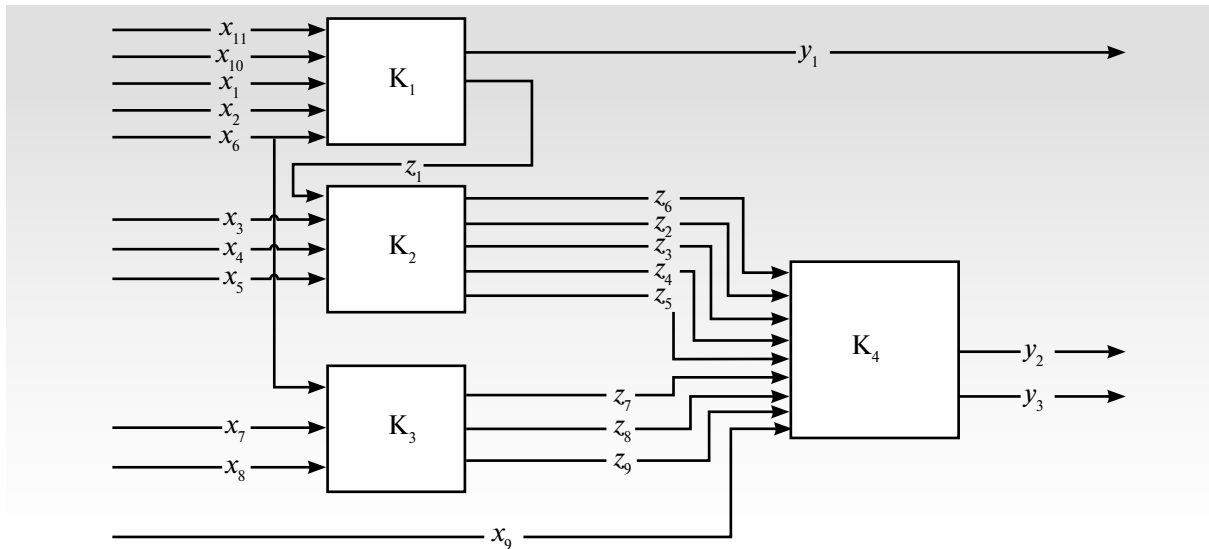 x₁₁
x₁₀
x₁
x₂
x₆
K₁
y₁
z₁
x₃
x₄
x₅
K₂
z₆
z₂
z₃
z₄
z₅
K₄
y₂
y₃
x₇
x₈
K₃
z₇
z₈
z₉
x₉